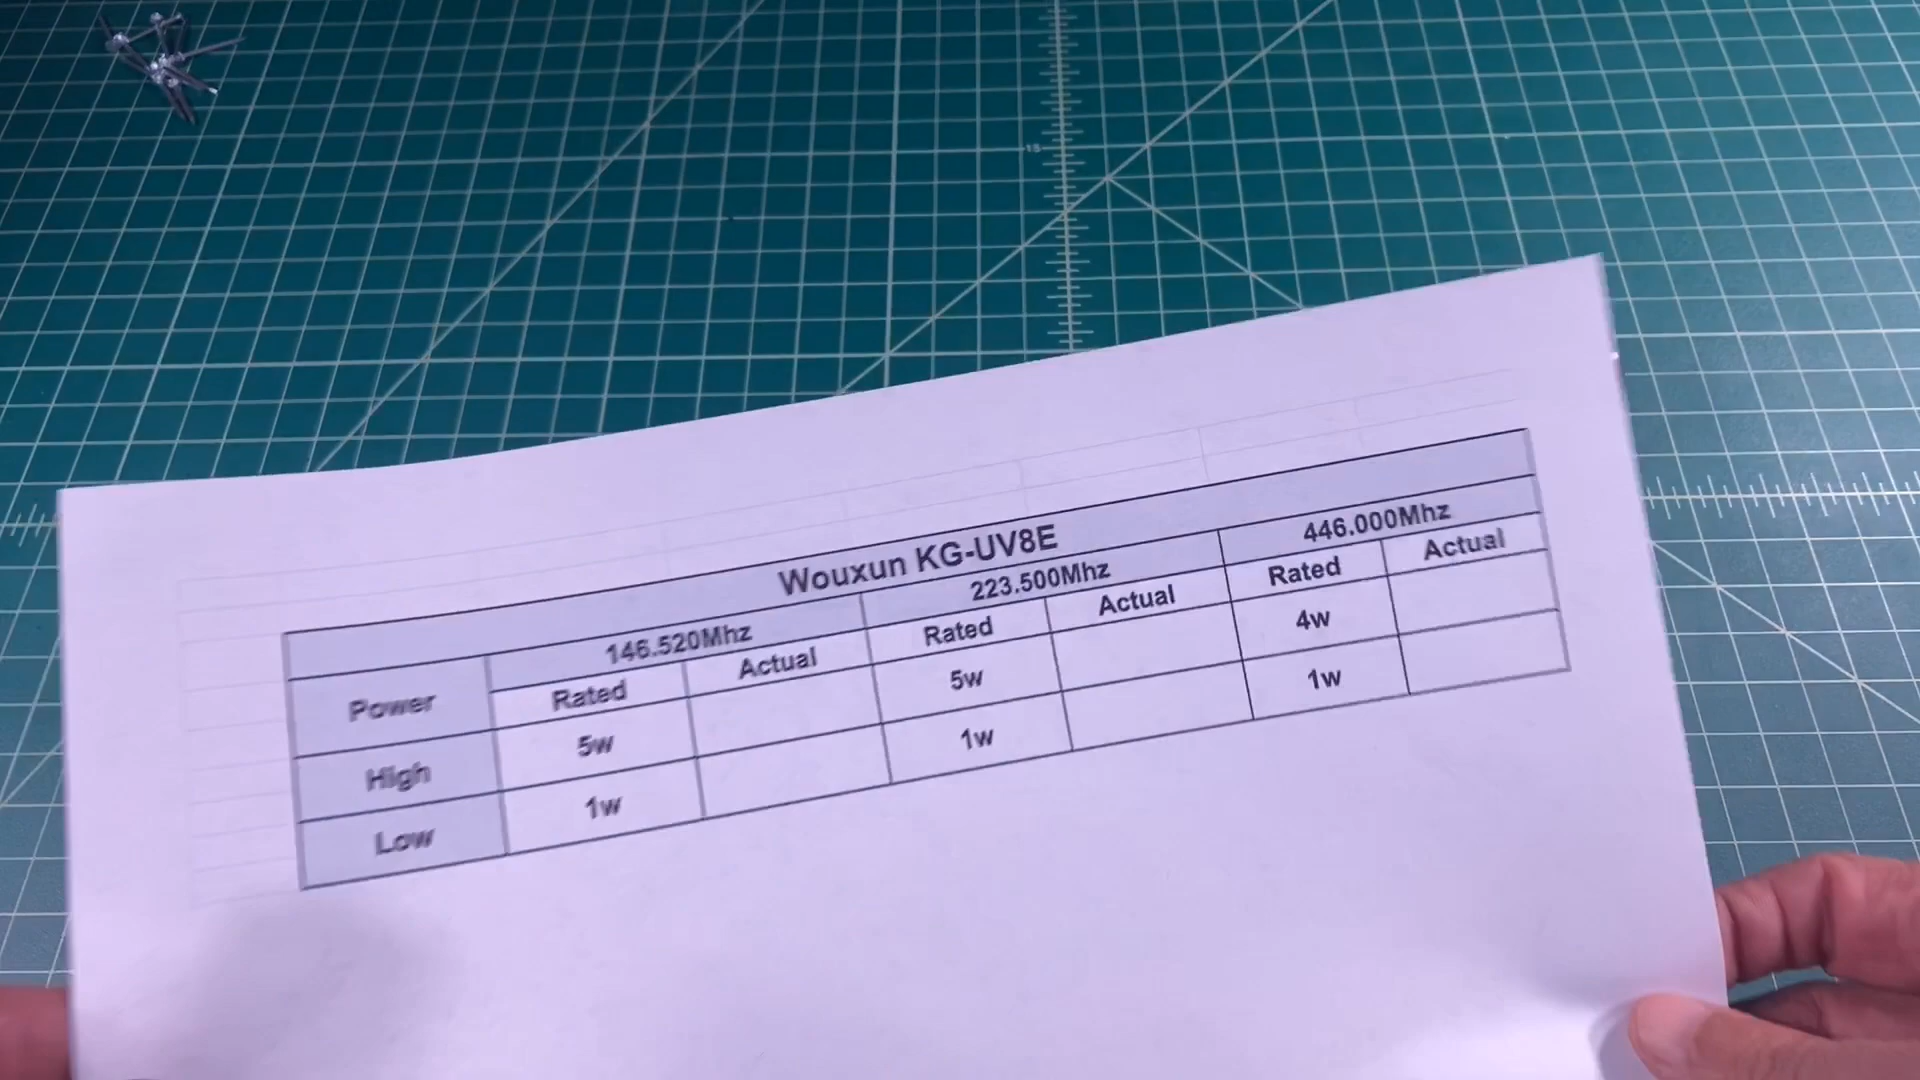 15
Wouxun KG-UV8E
Power 146.520Mhz 223.500Mhz 446.000Mhz
Rated Actual Rated Actual Rated Actual
High 5w 5w 4w
Low 1w 1w 1w